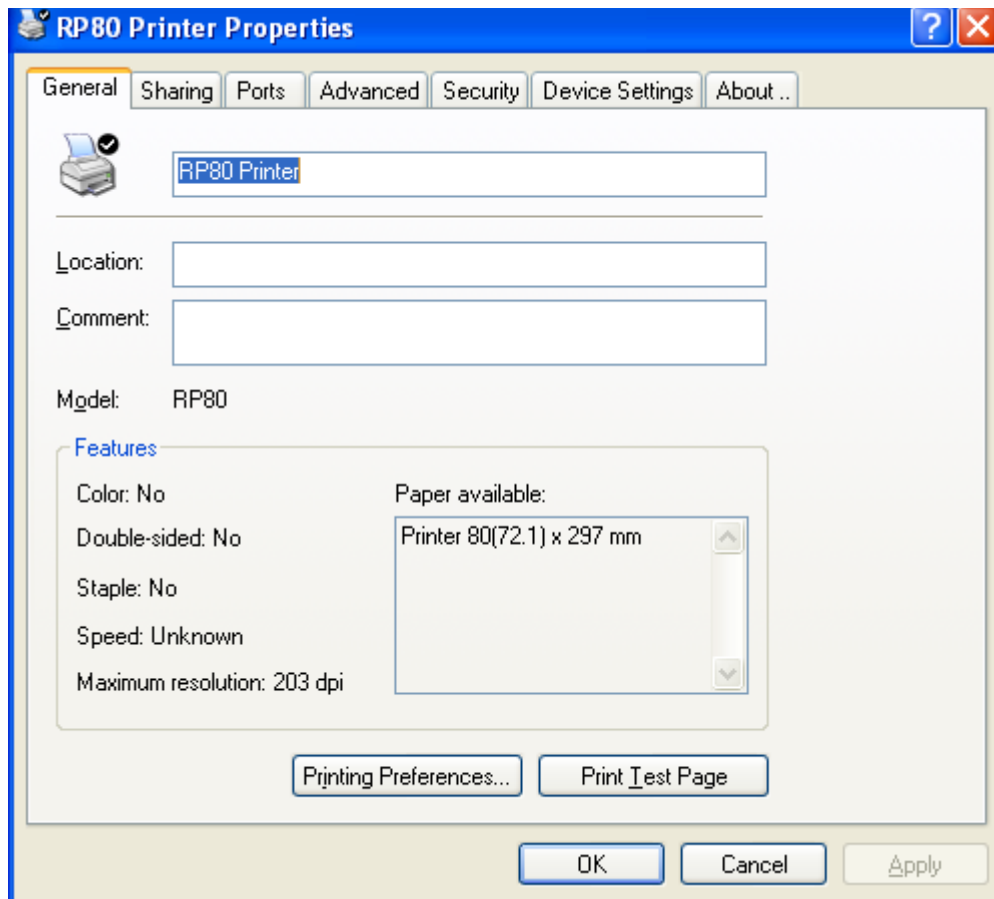 RP80 Printer Properties
General Sharing Ports Advanced Security Device Settings About ..
RP80 Printer
Location:
Comment:
Model: RP80
Features
Color: No
Paper available:
Double-sided: No
Printer 80(72.1) x 297 mm
Staple: No
Speed: Unknown
Maximum resolution: 203 dpi
Printing Preferences... Print Test Page
OK Cancel Apply